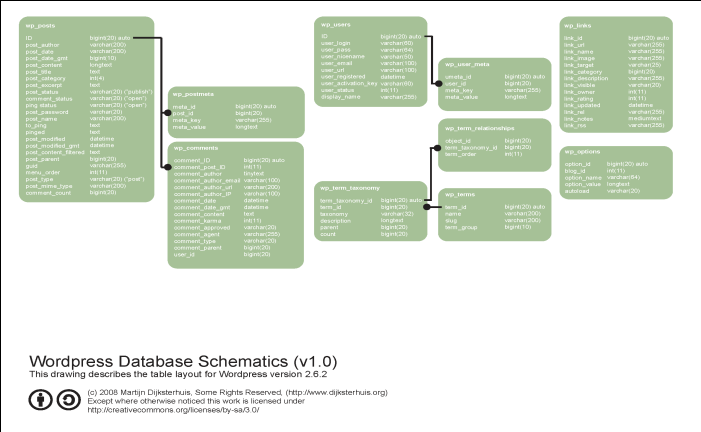 wp_posts
ID bigint(20) auto
post_author varchar(200)
post_date varchar(200)
post_date_gmt bigint(10)
post_content longtext
post_title text
post_category int(4)
post_excerpt text
post_status varchar(20) ("publish")
comment_status varchar(20) ("open")
ping status varchar(20) ("open")
post_password varchar(20)
post_name varchar(200)
to_ping text
pinged text
post_modified datetime
post_modified_gmt datetime
post_content_filtered text
post_parent bigint(20)
guid varchar(255)
menu_order int(11)
post_type varchar(20) ("post")
post_mime_type varchar(200)
comment_count bigint(20)
wp_postmeta
meta_id bigint(20) auto
post_id bigint(20)
meta_key varchar(255)
meta_value longtext
wp_comments
comment_ID bigint(20) auto
comment_post_ID int(11)
comment_author tinytext
comment_author_email varchar(100)
comment_author_url varchar(200)
comment_author_IP varchar(100)
comment_date datetime
comment_date_gmt datetime
comment_content text
comment_karma int(11)
comment_approved varchar(20)
comment_agent varchar(255)
comment_type varchar(20)
comment_parent bigint(20)
user_id bigint(20)
wp_users
ID bigint(20) auto
user_login varchar(60)
user_pass varchar(64)
user_nicename varchar(50)
user_email varchar(100)
user_url varchar(100)
user_registered datetime
user_activation_key varchar(60)
user_status int(11)
display_name varchar(255)
wp_user_meta
umeta_id bigint(20) auto
user_id bigint(20)
meta_key varchar(255)
meta_value longtext
wp_term_relationships
object_id bigint(20)
term_taxonomy_id bigint(20)
term_order int(11)
wp_term_taxonomy
term_taxonomy_id bigint(20) auto
term_id bigint(20)
taxonomy varchar(32)
description longtext
parent bigint(20)
count bigint(20)
wp_terms
term_id bigint(20) auto
name varchar(200)
slug varchar(200)
term_group bigint(10)
wp_links
link_id bigint(20) auto
link_url varchar(255)
link_name varchar(255)
link_image varchar(255)
link_target varchar(25)
link_category bigint(20)
link_description varchar(255)
link_visible varchar(20)
link_owner int(11)
link_rating int(11)
link_updated datetime
link_rel varchar(255)
link_notes mediumtext
link_rss varchar(255)
wp_options
option_id bigint(20) auto
blog_id int(11)
option_name varchar(64)
option_value longtext
autoload varchar(20)
Wordpress Database Schematics (v1.0)
This drawing describes the table layout for Wordpress version 2.6.2
(c) 2008 Martijn Dijksterhuis, Some Rights Reserved, (http://www.dijksterhuis.org)
Except where otherwise noticed this work is licensed under
http://creativecommons.org/licenses/by-sa/3.0/